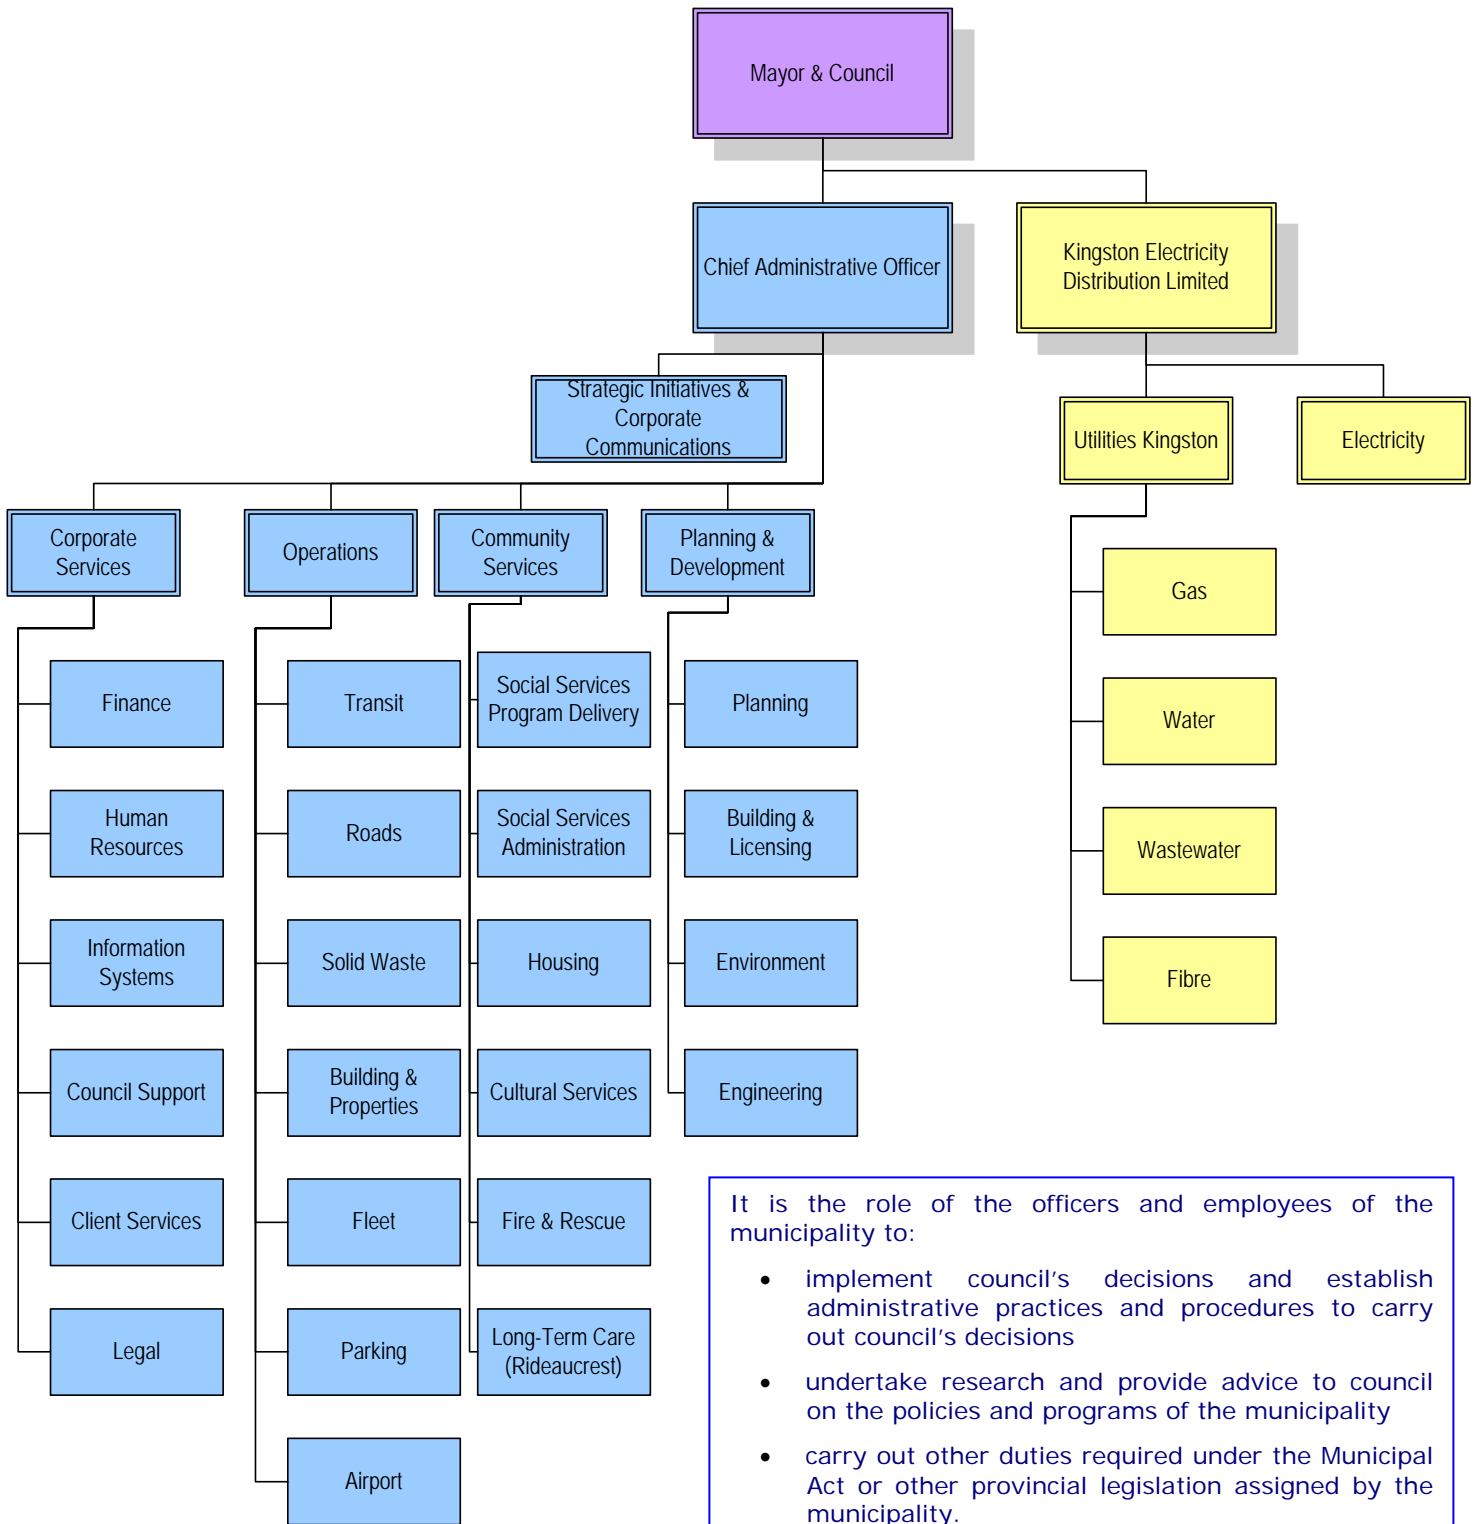 Mayor & Council
Chief Administrative Officer
Kingston Electricity
Distribution Limited
Strategic Initiatives &
Corporate
Communications
Utilities Kingston
Electricity
Corporate
Services
Operations
Community
Services
Planning &
Development
Gas
Water
Wastewater
Fibre
Finance
Human
Resources
Information
Systems
Council Support
Client Services
Legal
Transit
Roads
Solid Waste
Building &
Properties
Fleet
Parking
Airport
Social Services
Program Delivery
Social Services
Administration
Housing
Cultural Services
Fire & Rescue
Long-Term Care
(Rideaucrest)
Planning
Building &
Licensing
Environment
Engineering
It is the role of the officers and employees of the
municipality to:
• implement council’s decisions and establish
administrative practices and procedures to carry
out council’s decisions
• undertake research and provide advice to council
on the policies and programs of the municipality
• carry out other duties required under the Municipal
Act or other provincial legislation assigned by the
municipality.